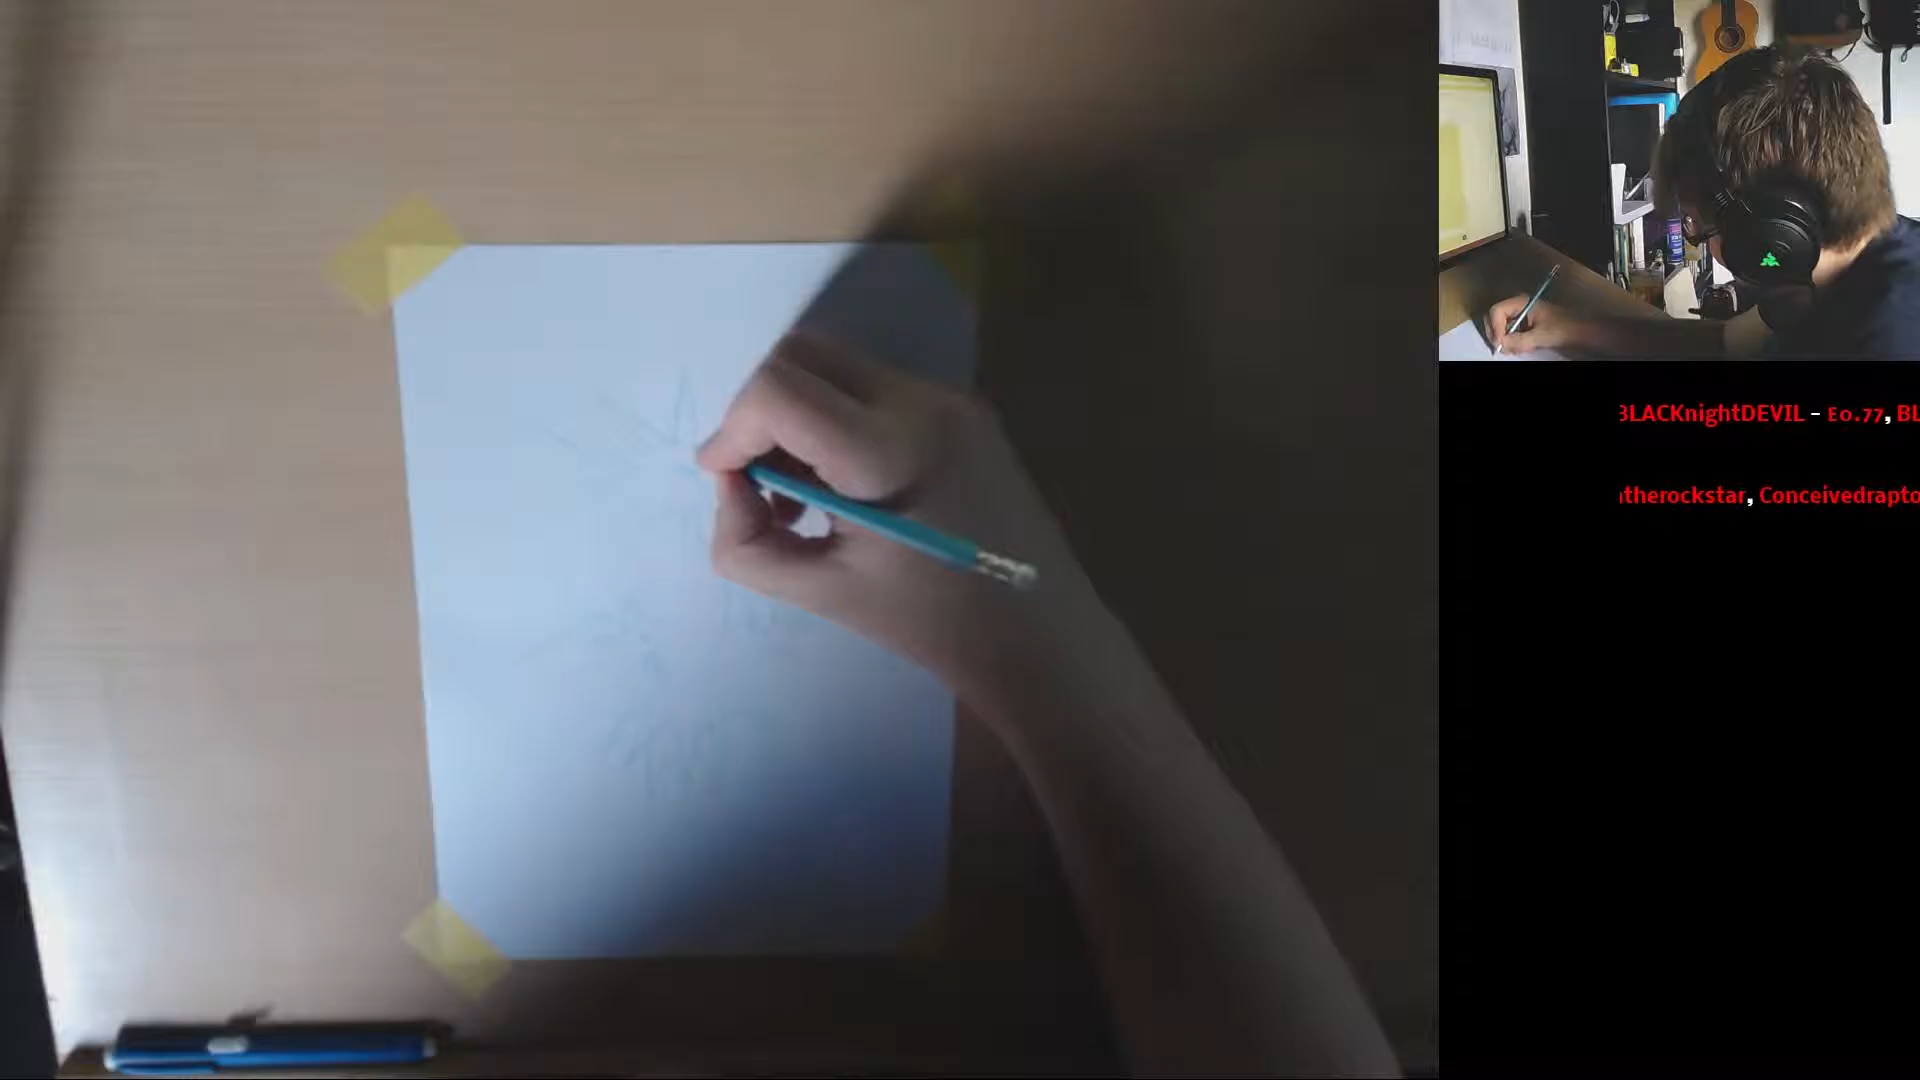 BLACKnightDEVIL - £0.77, BL
therockstar, Conceivedrapto